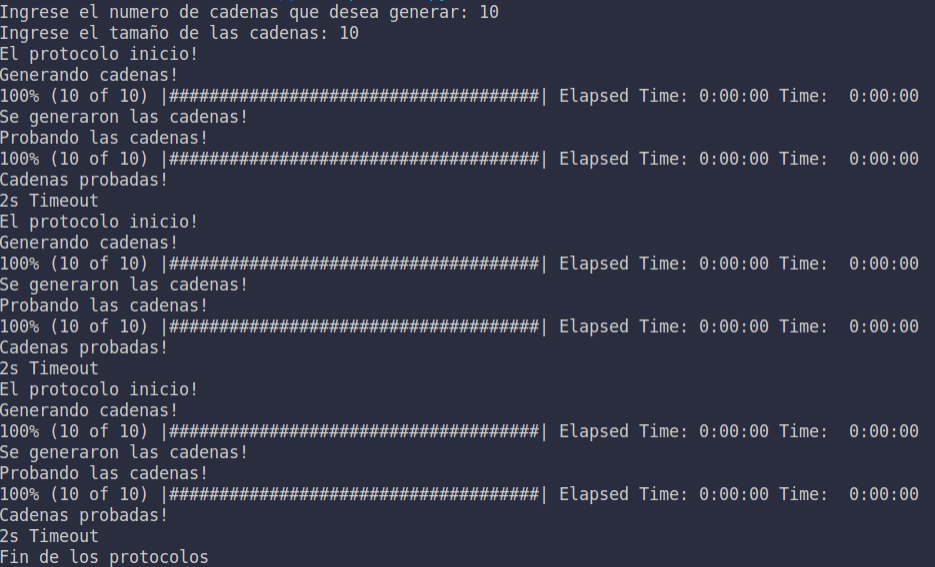 Ingrese el numero de cadenas que desea generar: 10
Ingrese el tamaño de las cadenas: 10
El protocolo inicio!
Generando cadenas!
100% (10 of 10) |#####################################| Elapsed Time: 0:00:00 Time:  0:00:00
Se generaron las cadenas!
Probando las cadenas!
100% (10 of 10) |#####################################| Elapsed Time: 0:00:00 Time:  0:00:00
Cadenas probadas!
2s Timeout
El protocolo inicio!
Generando cadenas!
100% (10 of 10) |#####################################| Elapsed Time: 0:00:00 Time:  0:00:00
Se generaron las cadenas!
Probando las cadenas!
100% (10 of 10) |#####################################| Elapsed Time: 0:00:00 Time:  0:00:00
Cadenas probadas!
2s Timeout
El protocolo inicio!
Generando cadenas!
100% (10 of 10) |#####################################| Elapsed Time: 0:00:00 Time:  0:00:00
Se generaron las cadenas!
Probando las cadenas!
100% (10 of 10) |#####################################| Elapsed Time: 0:00:00 Time:  0:00:00
Cadenas probadas!
2s Timeout
Fin de los protocolos